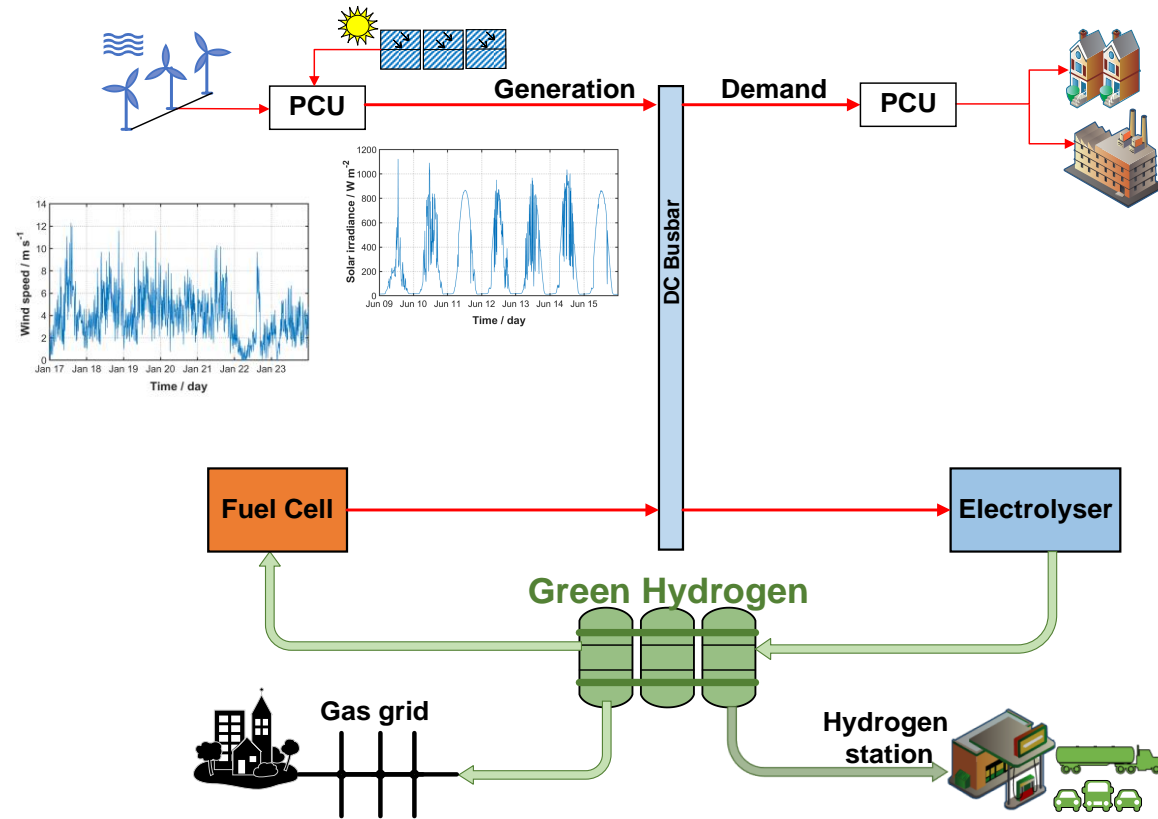 Generation
Demand
PCU
PCU
1200
1000
800
600
400
200
0
Solar irradiance / W m-2
Jun 09 Jun 10 Jun 11 Jun 12 Jun 13 Jun 14 Jun 15
Time / day
14
12
10
8
6
4
2
0
Wind speed / m s-1
Jan 17 Jan 18 Jan 19 Jan 20 Jan 21 Jan 22 Jan 23
Time / day
DC Busbar
Fuel Cell
Electrolyser
Green Hydrogen
Gas grid
Hydrogen
station